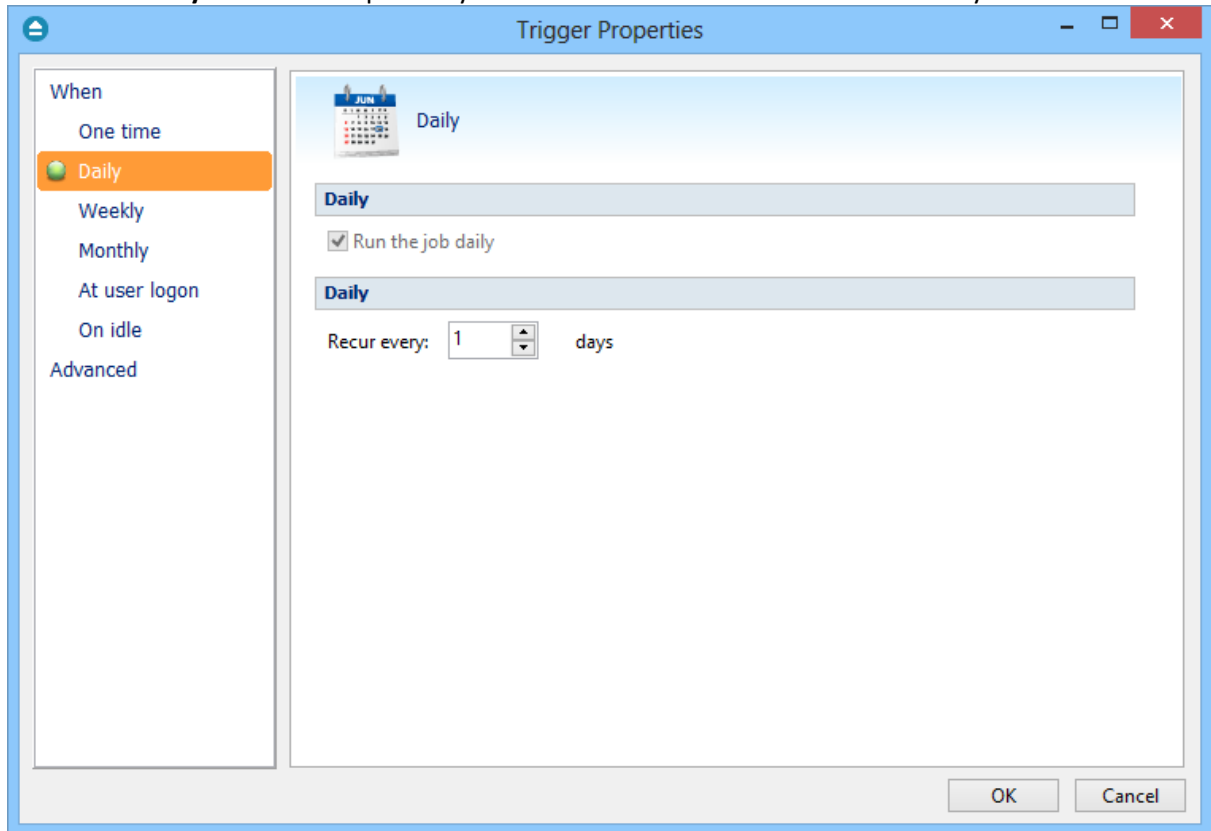 Trigger Properties
When
One time
Daily
Weekly
Monthly
At user logon
On idle
Advanced
JUN
Daily
Daily
Run the job daily
Daily
Recur every: 1 days
OK Cancel